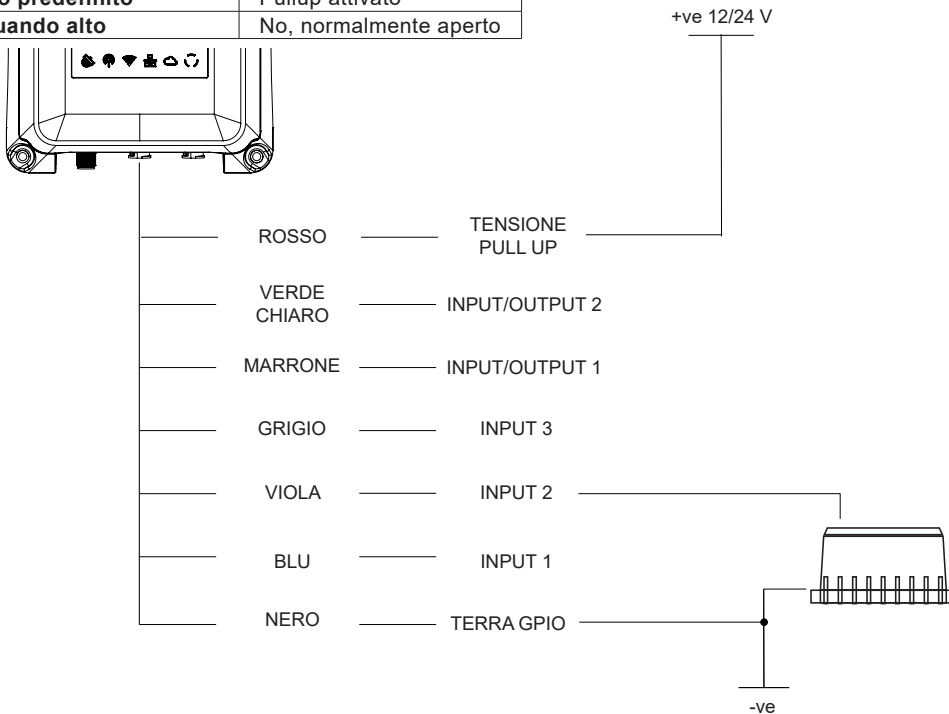 Pullup attivato
uando alto No, normalmente aperto
+ve 12/24 V
ROSSO TENSIONE
PULL UP
VERDE
CHIARO INPUT/OUTPUT 2
MARRONE INPUT/OUTPUT 1
GRIGIO INPUT 3
VIOLA INPUT 2
BLU INPUT 1
NERO TERRA GPIO
-ve